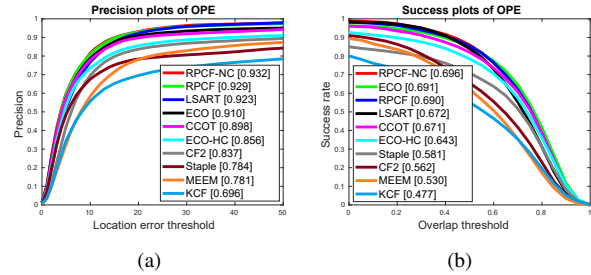 Precision plots of OPE
Precision
1
0.9
0.8
0.7
0.6
0.5
0.4
0.3
0.2
0.1
0
RPCF-NC [0.932]
RPCF [0.929]
LSART [0.923]
ECO [0.910]
CCOT [0.898]
ECO-HC [0.856]
CF2 [0.837]
Staple [0.784]
MEEM [0.781]
KCF [0.696]
0 10 20 30 40 50
Location error threshold
(a)
Success plots of OPE
Success rate
1
0.9
0.8
0.7
0.6
0.5
0.4
0.3
0.2
0.1
0
RPCF-NC [0.696]
ECO [0.691]
RPCF [0.690]
LSART [0.672]
CCOT [0.671]
ECO-HC [0.643]
Staple [0.581]
CF2 [0.562]
MEEM [0.530]
KCF [0.477]
0 0.2 0.4 0.6 0.8 1
Overlap threshold
(b)